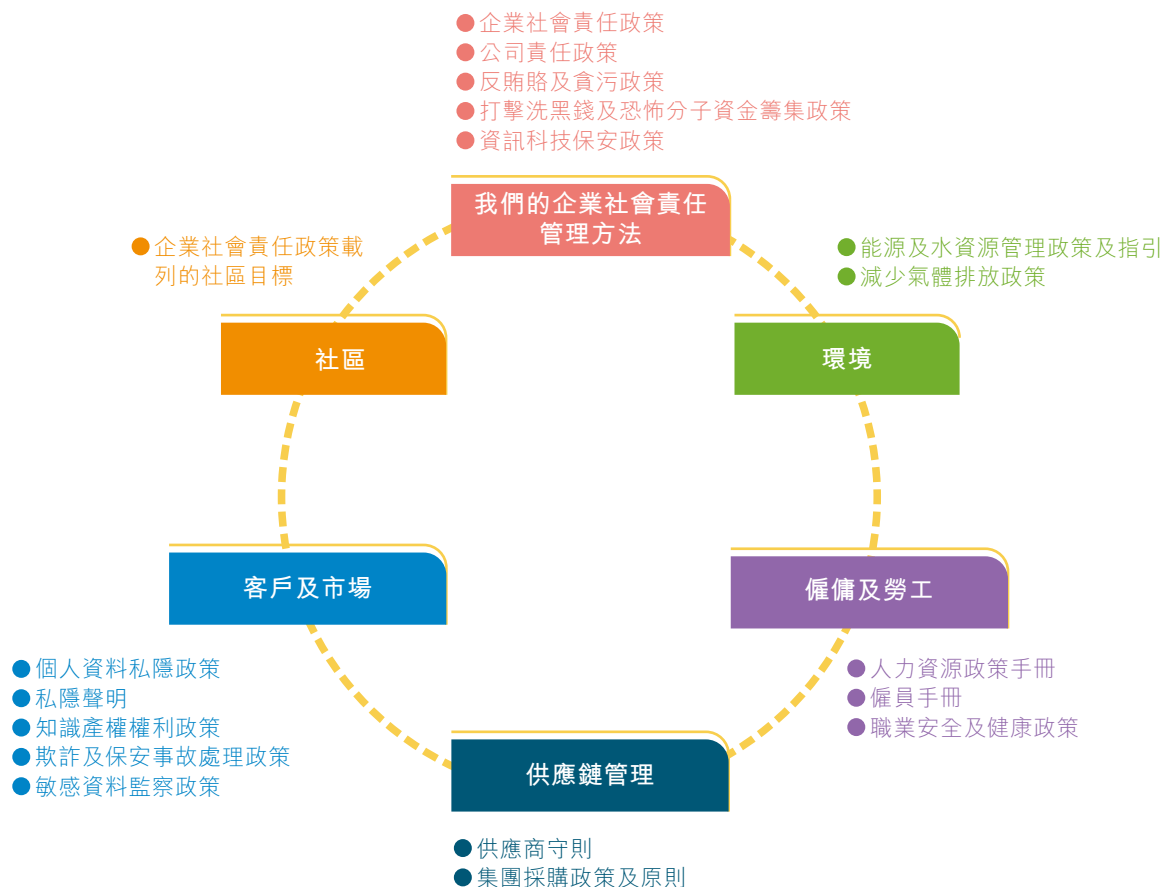 企業社會責任政策
公司責任政策
反賄賂及貪污政策
打擊洗黑錢及恐怖分子資金籌集政策
資訊科技保安政策
我們的企業社會責任
管理方法
企業社會責任政策載
列的社區目標
能源及水資源管理政策及指引
減少氣體排放政策
社區
環境
客戶及市場
僱傭及勞工
個人資料私隱政策
私隱聲明
知識產權權利政策
欺詐及保安事故處理政策
敏感資料監察政策
人力資源政策手冊
僱員手冊
職業安全及健康政策
供應鏈管理
供應商守則
集團採購政策及原則